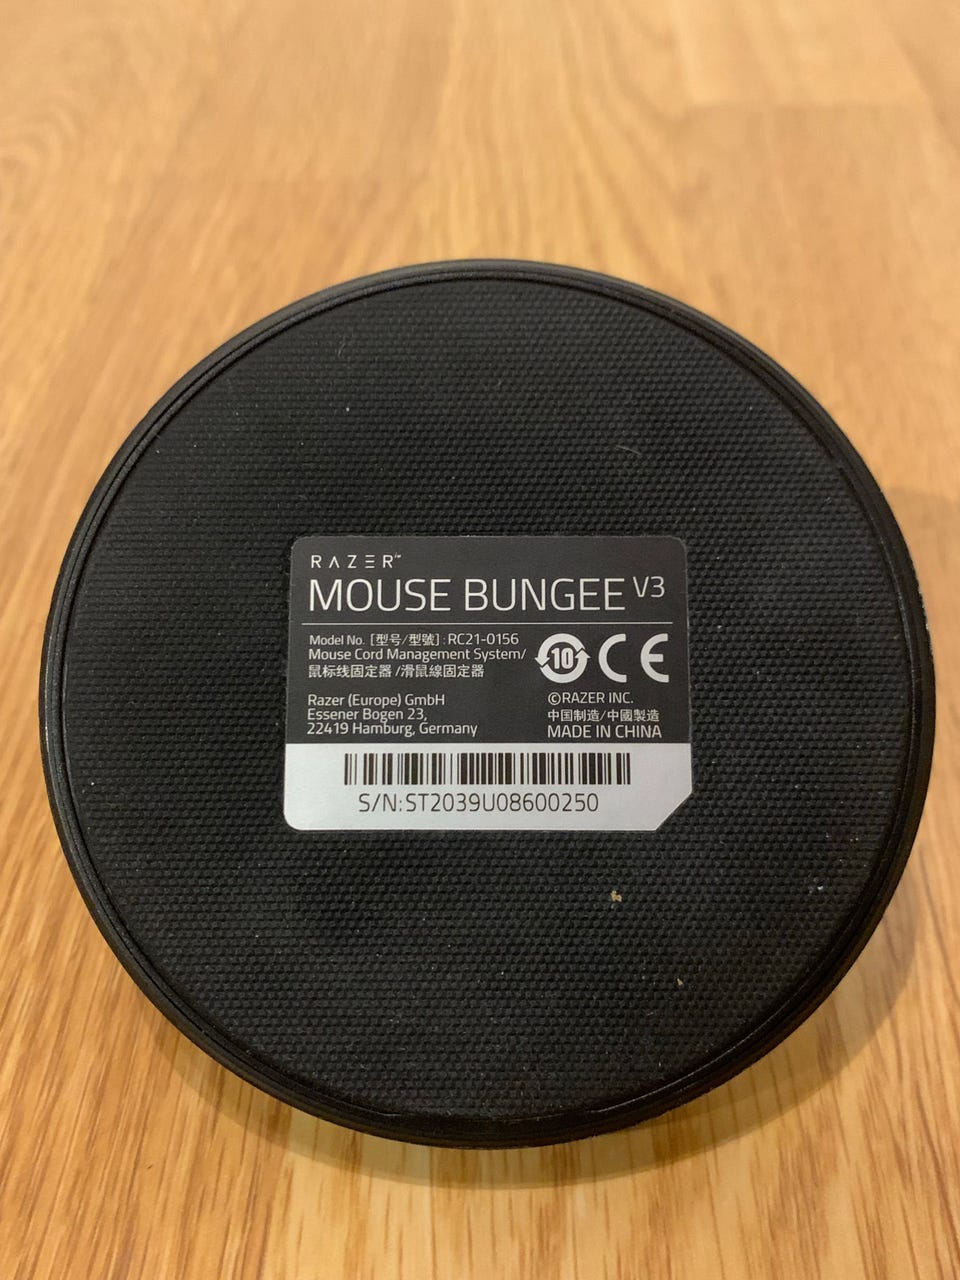 RAZER™
MOUSE BUNGEE V3
Model No. [型号/型號] : RC21-0156
Mouse Cord Management System/
鼠标线固定器 /滑鼠線固定器
10 CE
Razer (Europe) GmbH
Essener Bogen 23,
22419 Hamburg, Germany
©RAZER INC.
中国制造/中國製造
MADE IN CHINA
S/N:ST2039U08600250